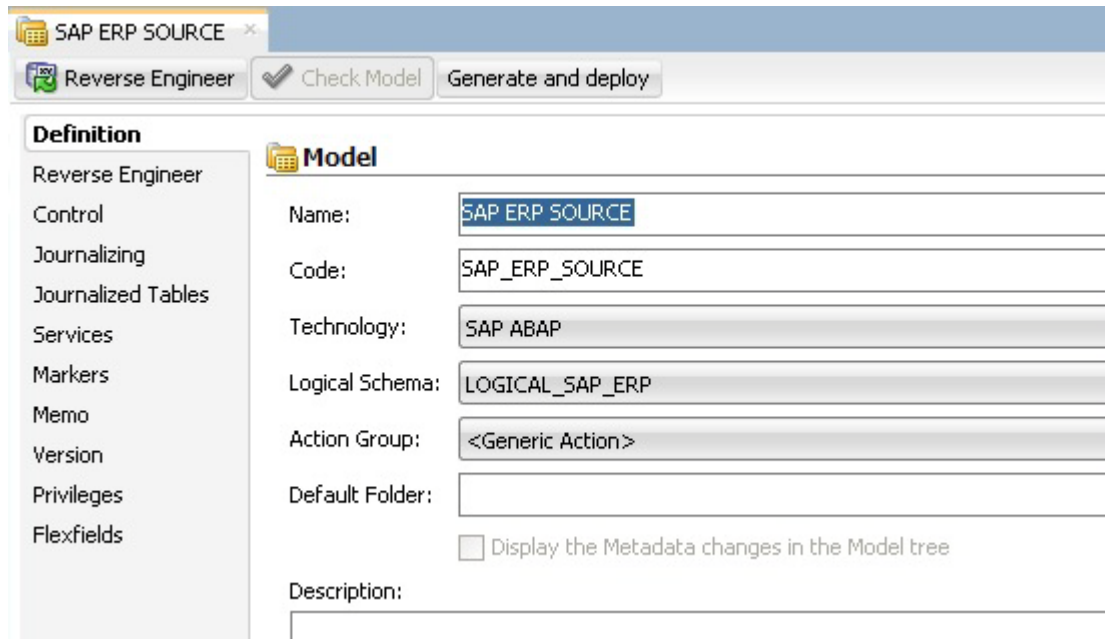 SAP ERP SOURCE
Reverse Engineer Check Model Generate and deploy
Definition
Reverse Engineer
Control
Journalizing
Journalized Tables
Services
Markers
Memo
Version
Privileges
Flexfields
Model
Name: SAP ERP SOURCE
Code: SAP_ERP_SOURCE
Technology: SAP ABAP
Logical Schema: LOGICAL_SAP_ERP
Action Group: <Generic Action>
Default Folder:
Display the Metadata changes in the Model tree
Description: